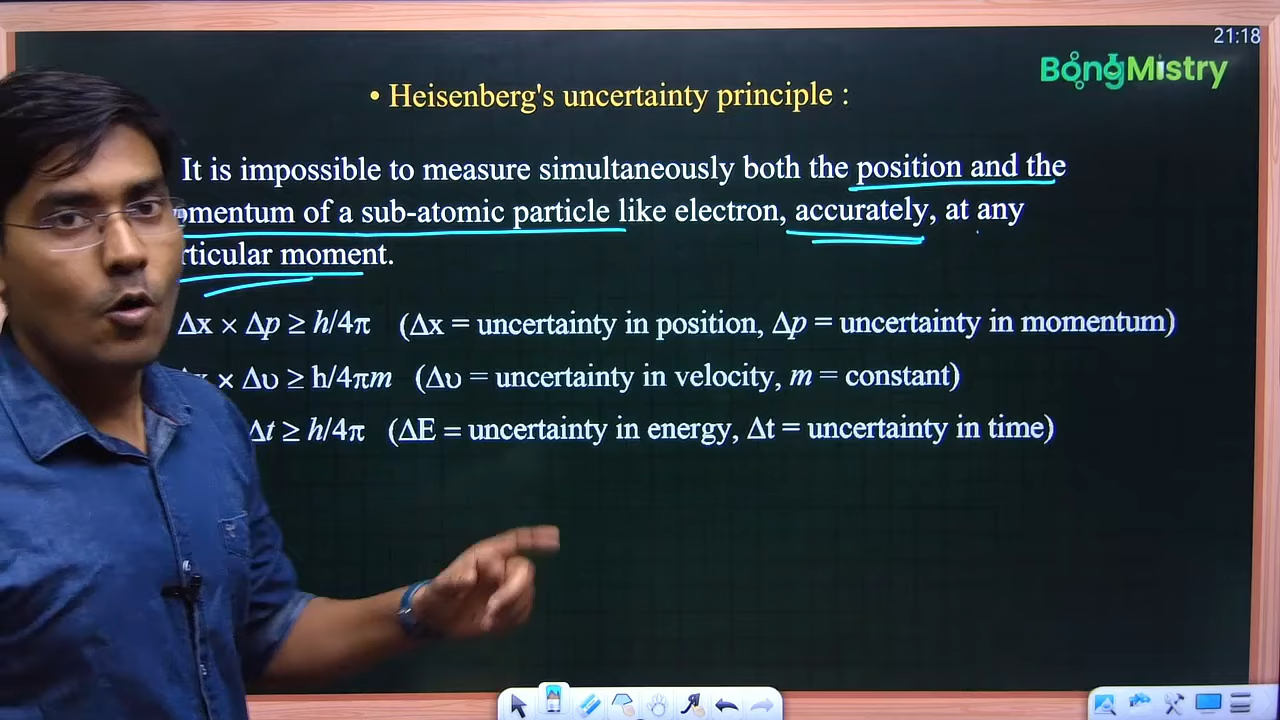 21:18
BongMistry
• Heisenberg's uncertainty principle :
It is impossible to measure simultaneously both the position and the
omentum of a sub-atomic particle like electron, accurately, at any
rticular moment.
Δx × Δp ≥ h/4π (Δx = uncertainty in position, Δp = uncertainty in momentum)
× Δυ ≥ h/4πm (Δυ = uncertainty in velocity, m = constant)
Δt ≥ h/4π (ΔE = uncertainty in energy, Δt = uncertainty in time)